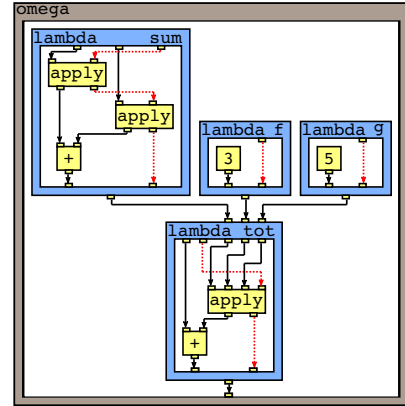 omega
lambda sum
apply
apply
+
lambda f
3
lambda g
5
lambda tot
apply
+